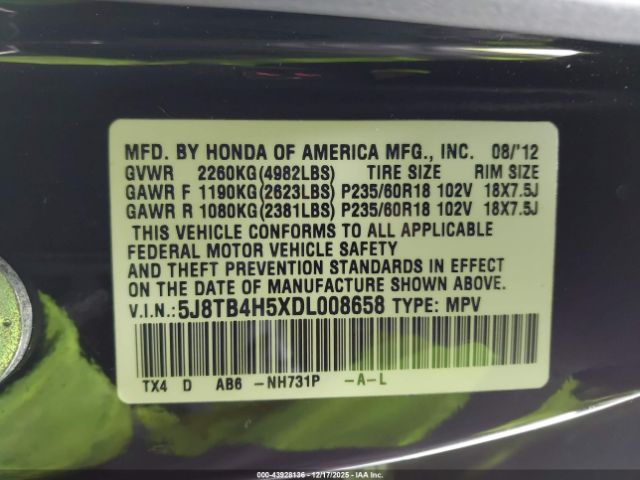 MFD. BY HONDA OF AMERICA MFG., INC. 08/'12
GVWR 2260KG(4982LBS) TIRE SIZE RIM SIZE
GAWR F 1190KG(2623LBS) P235/60R18 102V 18X7.5J
GAWR R 1080KG(2381LBS) P235/60R18 102V 18X7.5J
THIS VEHICLE CONFORMS TO ALL APPLICABLE
FEDERAL MOTOR VEHICLE SAFETY
AND THEFT PREVENTION STANDARDS IN EFFECT
ON THE DATE OF MANUFACTURE SHOWN ABOVE.
V.I.N.:5J8TB4H5XDL008658 TYPE: MPV
TX4 D AB6 -NH731P -A-L
000-43928136 - 12/17/2025 - IAA